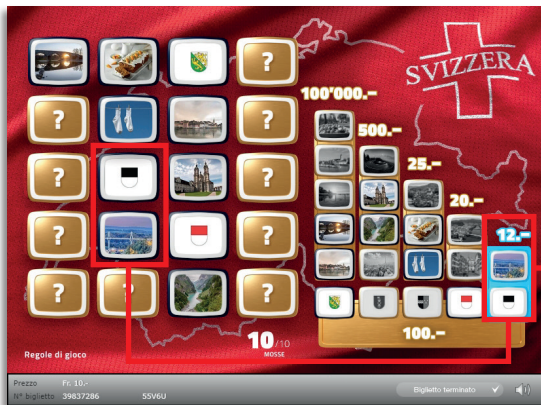 ?
SVIZZERA
100'000.–
? ?
500.–
25.–
?
?
20.–
? ?
12.–
? ? ?
100.–
10/10
MOSSE
Regole di gioco
Prezzo Fr. 10.-
N° biglietto 39837286 5SV6U
Biglietto terminato